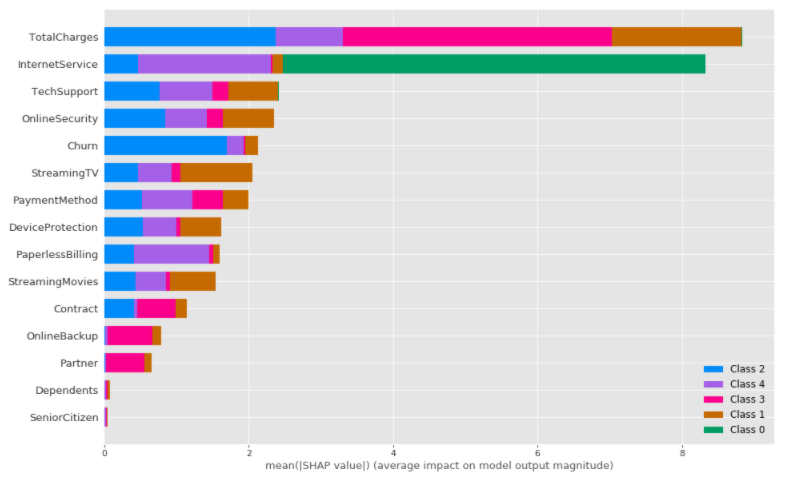 TotalCharges
InternetService
TechSupport
OnlineSecurity
Churn
StreamingTV
PaymentMethod
DeviceProtection
PaperlessBilling
StreamingMovies
Contract
OnlineBackup
Partner
Dependents
SeniorCitizen
Class 2
Class 4
Class 3
Class 1
Class 0
0 2 4 6 8
mean(|SHAP value|) (average impact on model output magnitude)